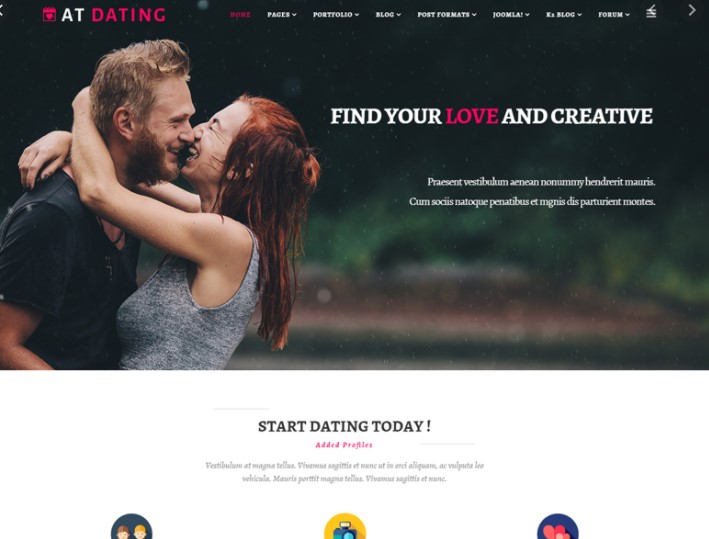 AT DATING
HOME PAGES PORTFOLIO BLOG POST FORMATS JOOMLA! K2 BLOG FORUM
FIND YOUR LOVE AND CREATIVE
Praesent vestibulum aenean nonummy hendrerit mauris.
Cum sociis natoque penatibus et mgnis dis parturient montes.
START DATING TODAY !
Added Profiles
Vestibulum at magna tellus. Vivamus sagittis et nunc ut in orci aliquam, ac vulputa leo
vehicula. Mauris porttit magna tellus. Vivamus sagittis et nunc.